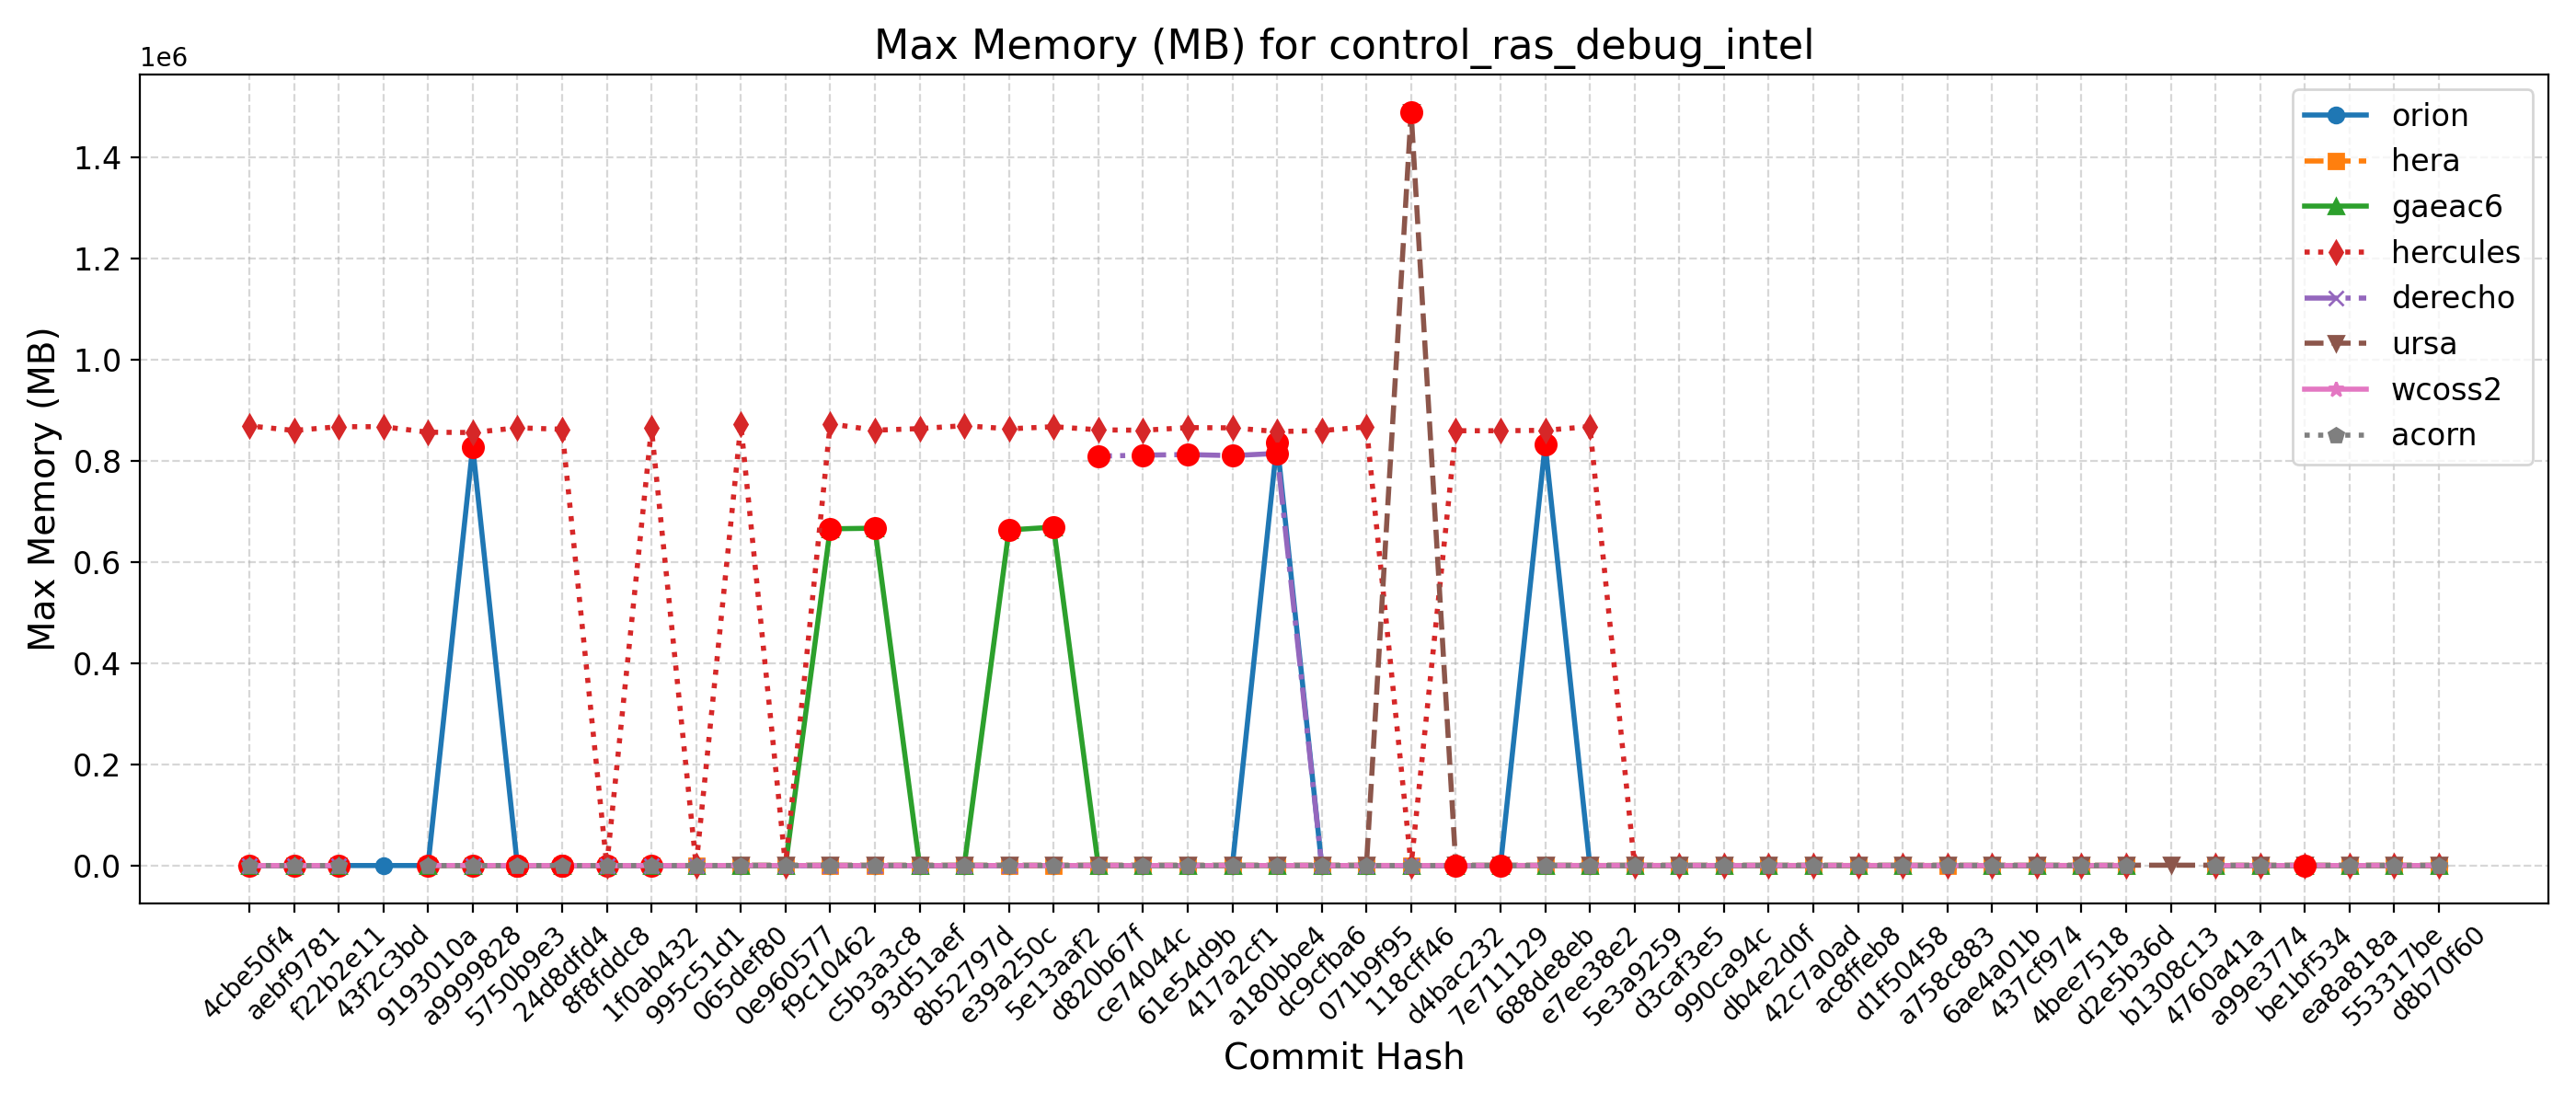 Max Memory (MB) for control_ras_debug_intel
1e6
Max Memory (MB)
1.4
1.2
1.0
0.8
0.6
0.4
0.2
0.0
orion
hera
gaeac6
hercules
derecho
ursa
wcoss2
acorn
4cbe50f4
aebf9781
f22b2e11
43f2c3bd
9193010a
a9999828
5750b9e3
24d8dfd4
8f8fddc8
1f0ab432
995c51d1
065def80
0e960577
f9c10462
c5b3a3c8
93d51aef
8b52797d
e39a250c
5e13aaf2
d820b67f
ce74044c
61e54d9b
417a2cf1
a180bbe4
dc9cfba6
071b9f95
118cff46
d4bac232
7e711129
688de8eb
e7ee38e2
5e3a9259
d3caf3e5
990ca94c
db4e2d0f
42c7a0ad
ac8ffeb8
d1f50458
a758c883
6ae4a01b
437cf974
4bee7518
d2e5b36d
b1308c13
4760a41a
a99e3774
be1bf534
ea8a818a
553317be
d8b70f60
Commit Hash